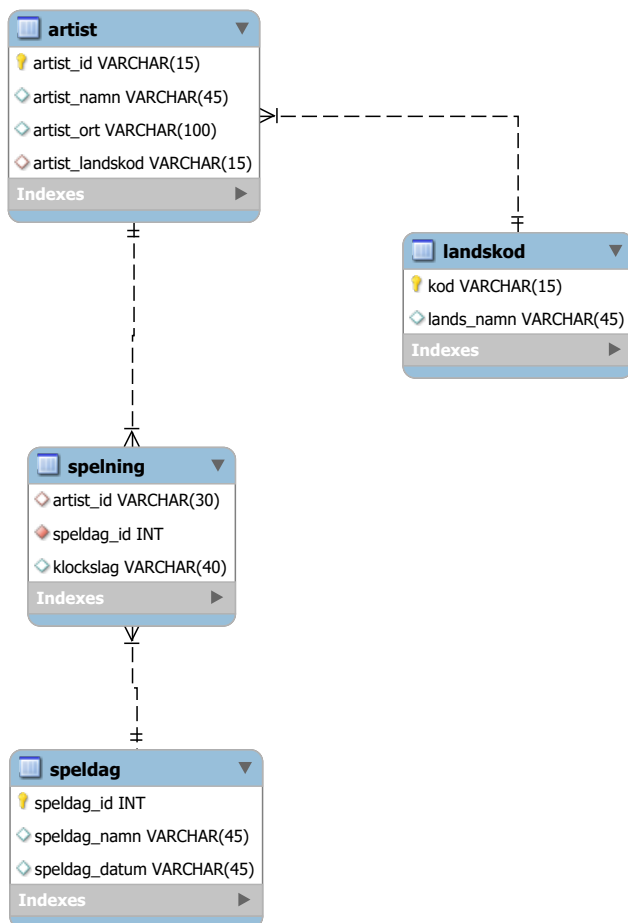 artist
artist_id VARCHAR(15)
artist_namn VARCHAR(45)
artist_ort VARCHAR(100)
artist_landskod VARCHAR(15)
Indexes
landskod
kod VARCHAR(15)
lands_namn VARCHAR(45)
Indexes
spelning
artist_id VARCHAR(30)
speldag_id INT
klockslag VARCHAR(40)
Indexes
speldag
speldag_id INT
speldag_namn VARCHAR(45)
speldag_datum VARCHAR(45)
Indexes